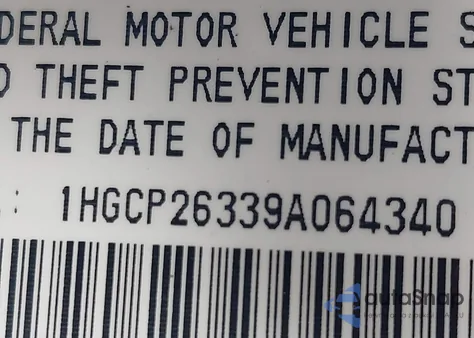 DERAL MOTOR VEHICLE S
D THEFT PREVENTION ST
THE DATE OF MANUFACT
: 1HGCP26339A064340
autoSnap